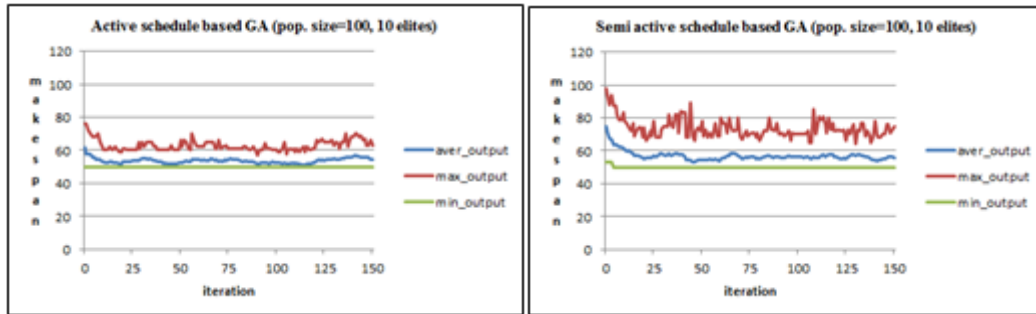 Active schedule based GA (pop. size=100, 10 elites)
120
100
80
60
40
20
0
makespan
0 25 50 75 100 125 150
iteration
aver_output
max_output
min_output
Semi active schedule based GA (pop. size=100, 10 elites)
120
100
80
60
40
20
0
makespan
0 25 50 75 100 125 150
iteration
aver_output
max_output
min_output